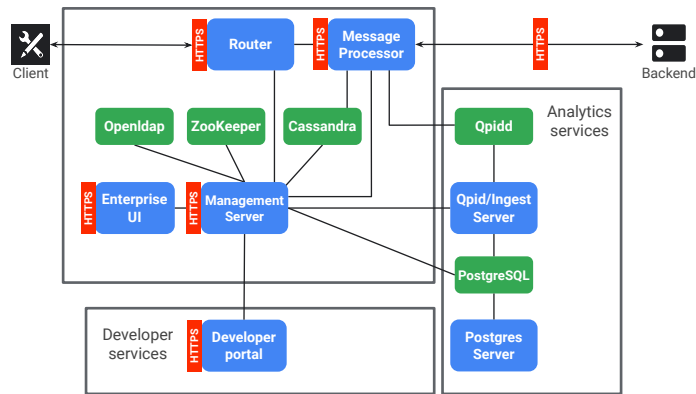 Client
HTTPS
Router
HTTPS
Message
Processor
HTTPS
Backend
Openldap
ZooKeeper
Cassandra
Qpidd
Analytics
services
HTTPS
Enterprise
UI
HTTPS
Management
Server
Qpid/Ingest
Server
PostgreSQL
Developer
services
HTTPS
Developer
portal
Postgres
Server